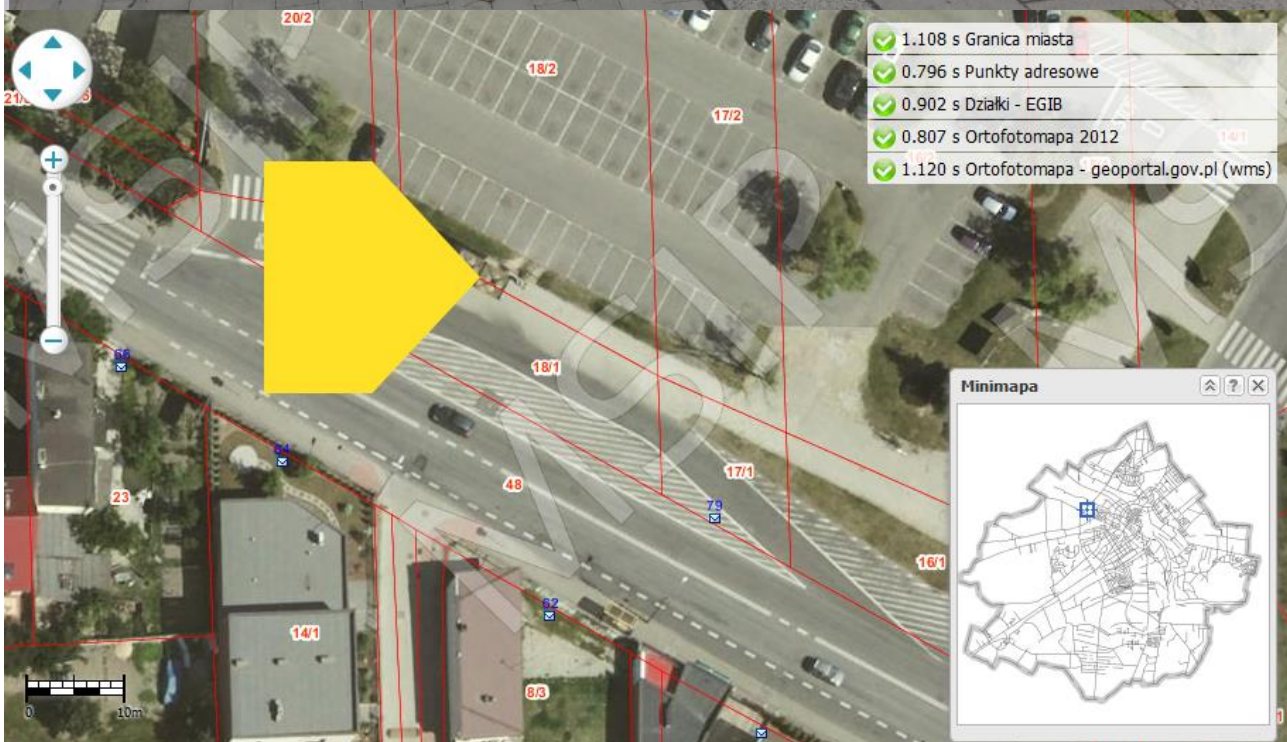 20/2
1.108 s Granica miasta
0.796 s Punkty adresowe
0.902 s Działki - EGIB
0.807 s Ortofotomapa 2012
1.120 s Ortofotomapa - geoportal.gov.pl (wms)
18/2
17/2
14/1
18/1
Minimapa
64
48
17/1
23
79
16/1
62
14/1
8/3
0 10m